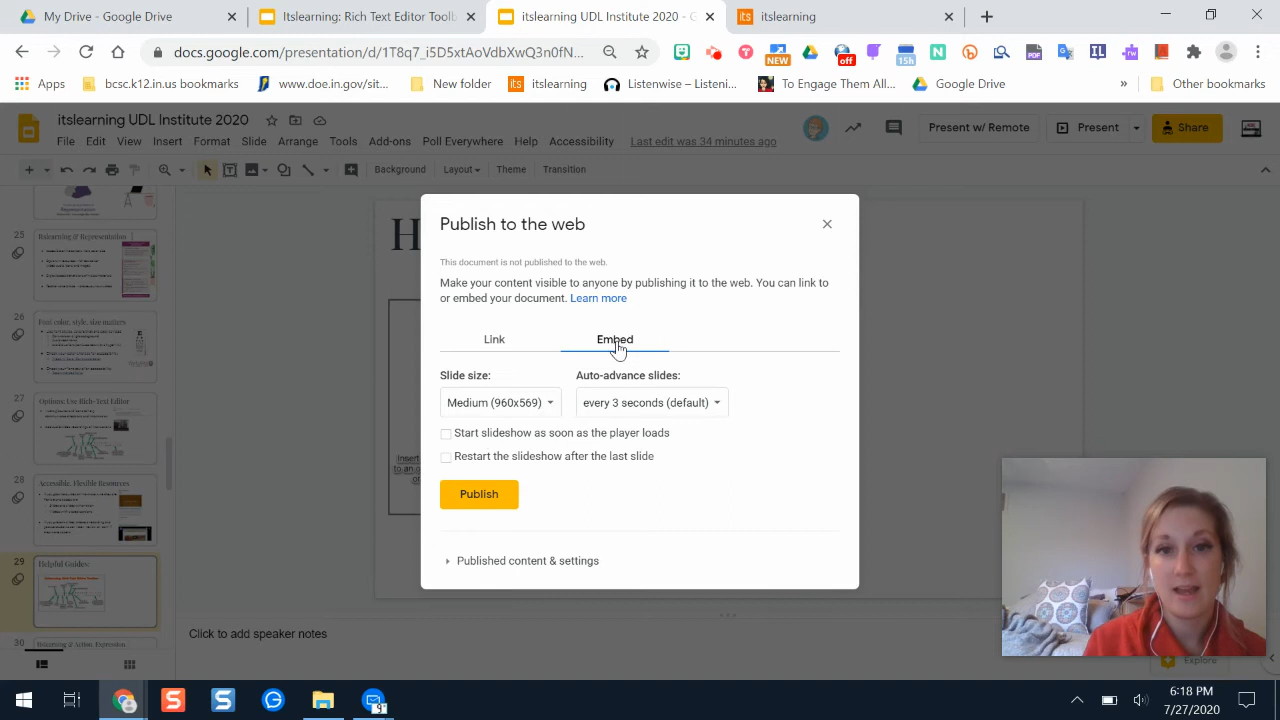 My Drive - Google Drive
Itslearning: Rich Text Editor Toolb
itslearning UDL Institute 2020 - G
itslearning
docs.google.com/presentation/d/1T8q7_i5D5xtAoVdbXwQ3n0fN...
NEW
off
15h
PDF
IL
Apps
bcsc.k12.in.us bookmarks
www.doe.in.gov/sit...
New folder
its
itslearning
Listenwise – Listeni...
To Engage Them All...
Google Drive
»
Other bookmarks
itslearning UDL Institute 2020
Present w/ Remote
Present
Share
File Edit View Insert Format Slide Arrange Tools Add-ons Poll Everywhere Help Accessibility
Last edit was 34 minutes ago
Background
Layout
Theme
Transition
25
26
Font color, style, size matters
27
Options: Use Rich-Text Editor
28
Accessible, Flexible Resources
29
Helpful Guides:
30
H
Publish to the web
This document is not published to the web.
Make your content visible to anyone by publishing it to the web. You can link to
or embed your document. Learn more
Link
Embed
Slide size:
Auto-advance slides:
Medium (960x569)
every 3 seconds (default)
Start slideshow as soon as the player loads
Restart the slideshow after the last slide
Publish
Published content & settings
Click to add speaker notes
Explore
6:18 PM
7/27/2020